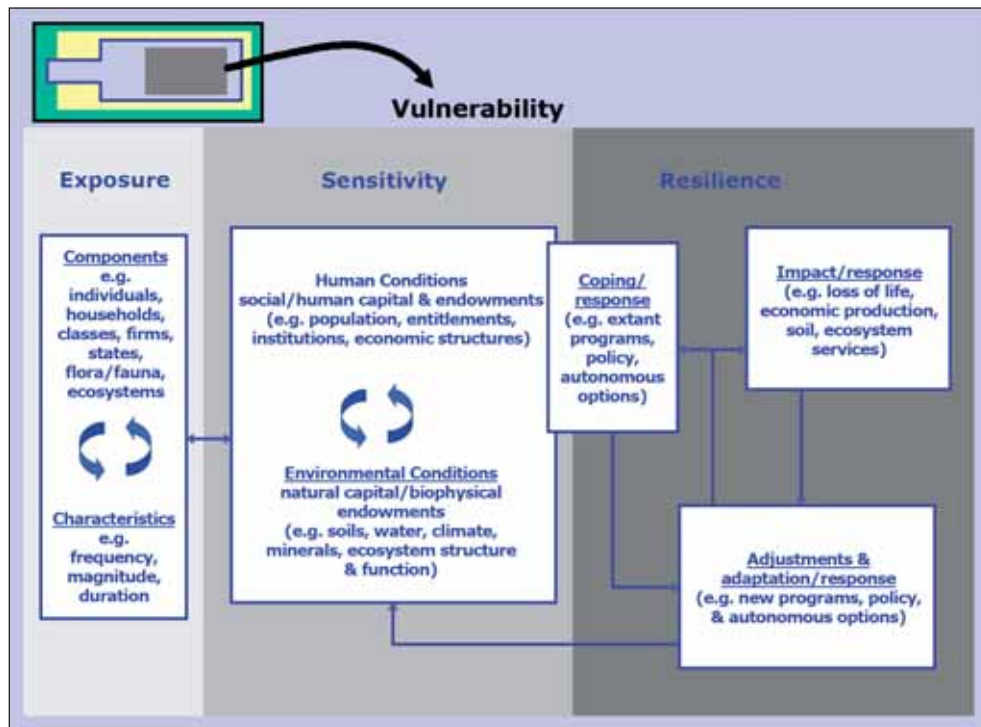 Vulnerability
Exposure
Sensitivity
Resilience
Components
e.g.
individuals,
households,
classes, firms,
states,
flora/fauna,
ecosystems
Characteristics
e.g.
frequency,
magnitude,
duration
Human Conditions
social/human capital & endowments
(e.g. population, entitlements,
institutions, economic structures)
Environmental Conditions
natural capital/biophysical
endowments
(e.g. soils, water, climate,
minerals, ecosystem structure
& function)
Coping/
response
(e.g. extant
programs,
policy,
autonomous
options)
Impact/response
(e.g. loss of life,
economic production,
soil, ecosystem
services)
Adjustments &
adaptation/response
(e.g. new programs, policy,
& autonomous options)